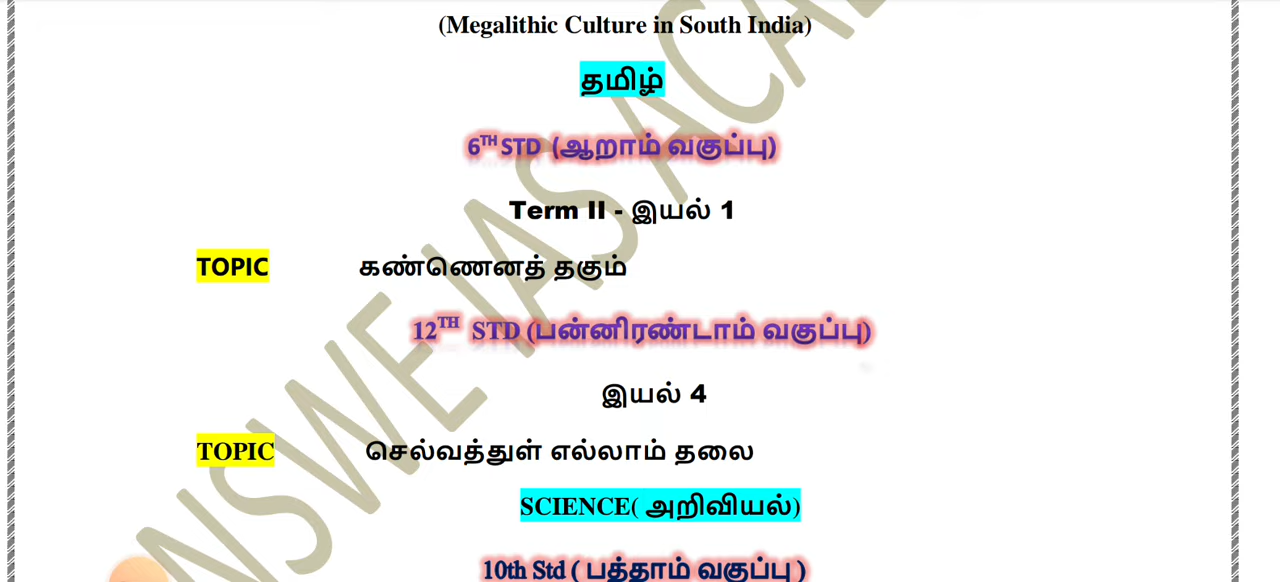 (Megalithic Culture in South India)
தமிழ்
6TH STD (ஆறாம் வகுப்பு)
Term II - இயல் 1
TOPIC கண்ணெனத் தகும்
12TH STD (பன்னிரண்டாம் வகுப்பு)
இயல் 4
TOPIC செல்வத்துள் எல்லாம் தலை
SCIENCE( அறிவியல்)
10th Std ( பத்தாம் வகுப்பு )